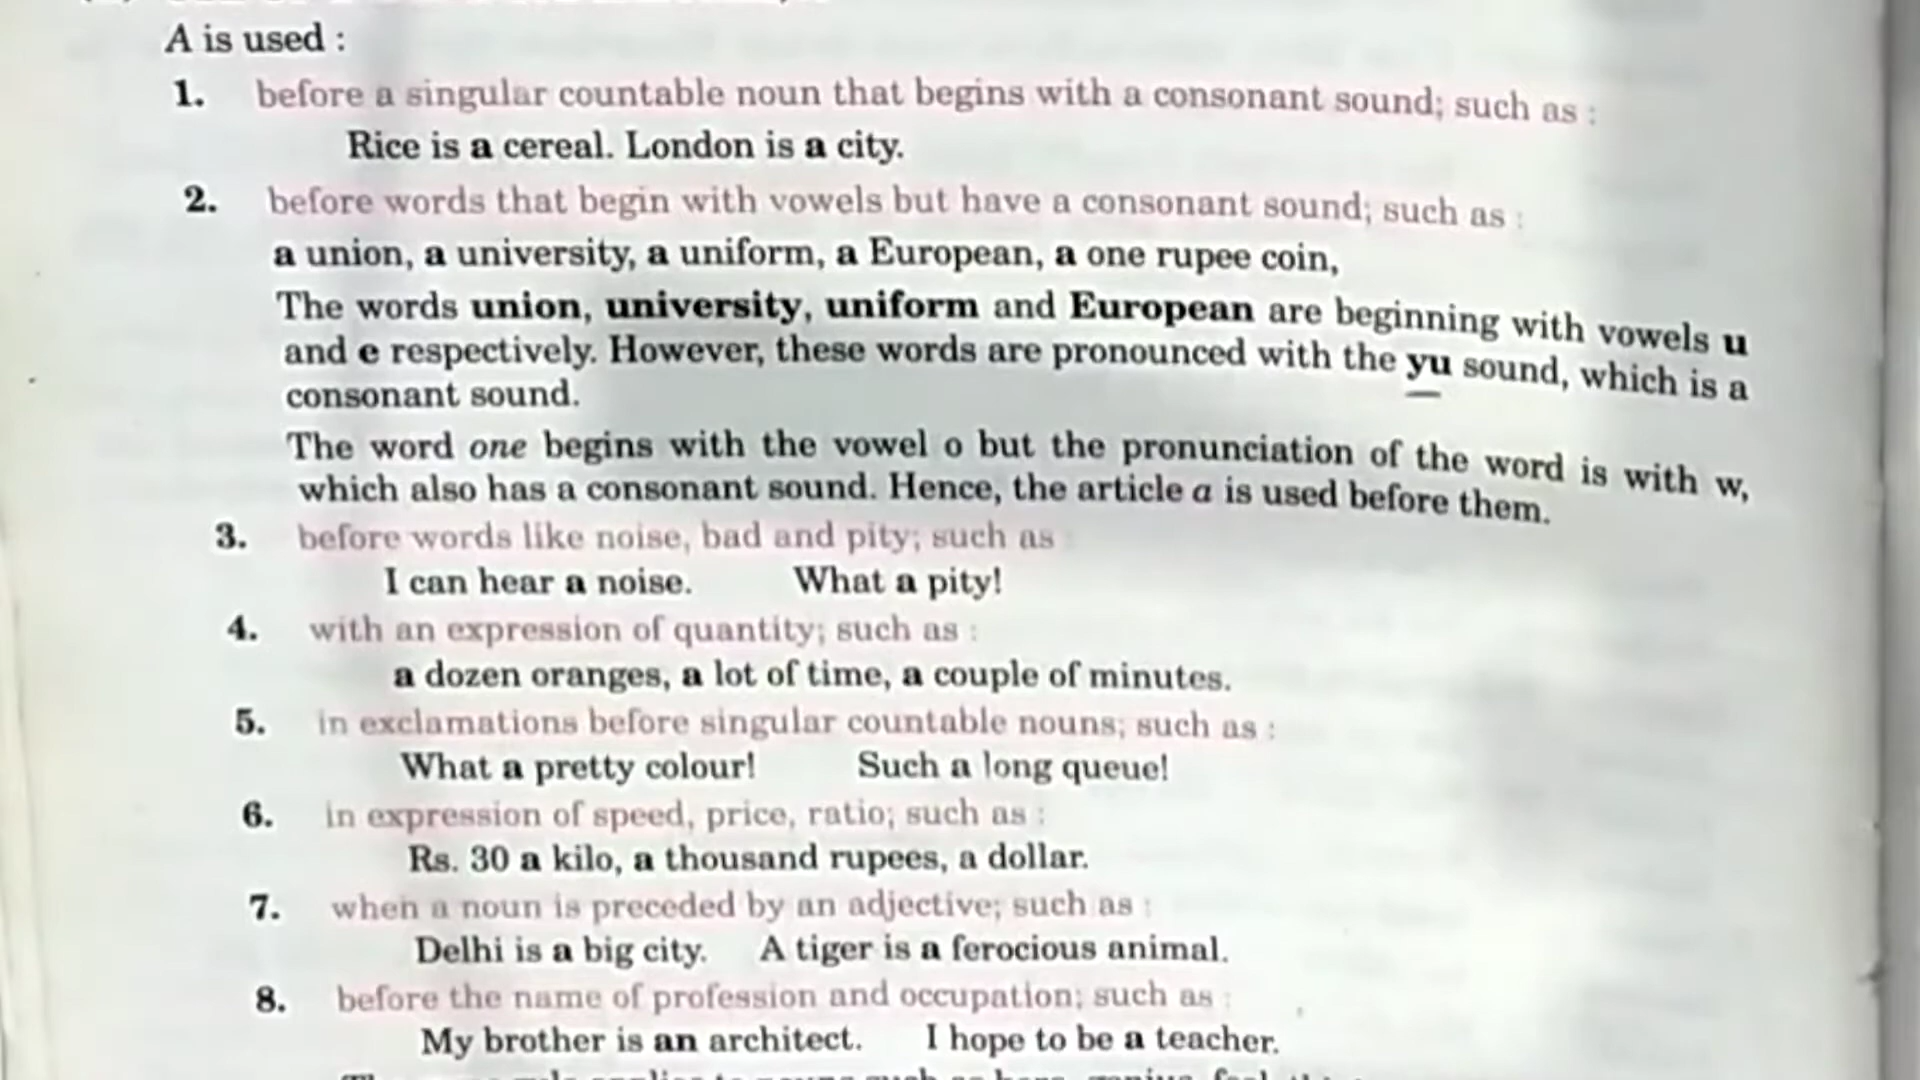 A is used :
1. before a singular countable noun that begins with a consonant sound; such as :
Rice is a cereal. London is a city.
2. before words that begin with vowels but have a consonant sound; such as :
a union, a university, a uniform, a European, a one rupee coin,
The words union, university, uniform and European are beginning with vowels u
and e respectively. However, these words are pronounced with the yu sound, which is a
consonant sound.
The word one begins with the vowel o but the pronunciation of the word is with w,
which also has a consonant sound. Hence, the article a is used before them.
3. before words like noise, bad and pity; such as
I can hear a noise. What a pity!
4. with an expression of quantity; such as :
a dozen oranges, a lot of time, a couple of minutes.
5. in exclamations before singular countable nouns; such as :
What a pretty colour! Such a long queue!
6. in expression of speed, price, ratio; such as :
Rs. 30 a kilo, a thousand rupees, a dollar.
7. when a noun is preceded by an adjective; such as :
Delhi is a big city. A tiger is a ferocious animal.
8. before the name of profession and occupation; such as :
My brother is an architect. I hope to be a teacher.